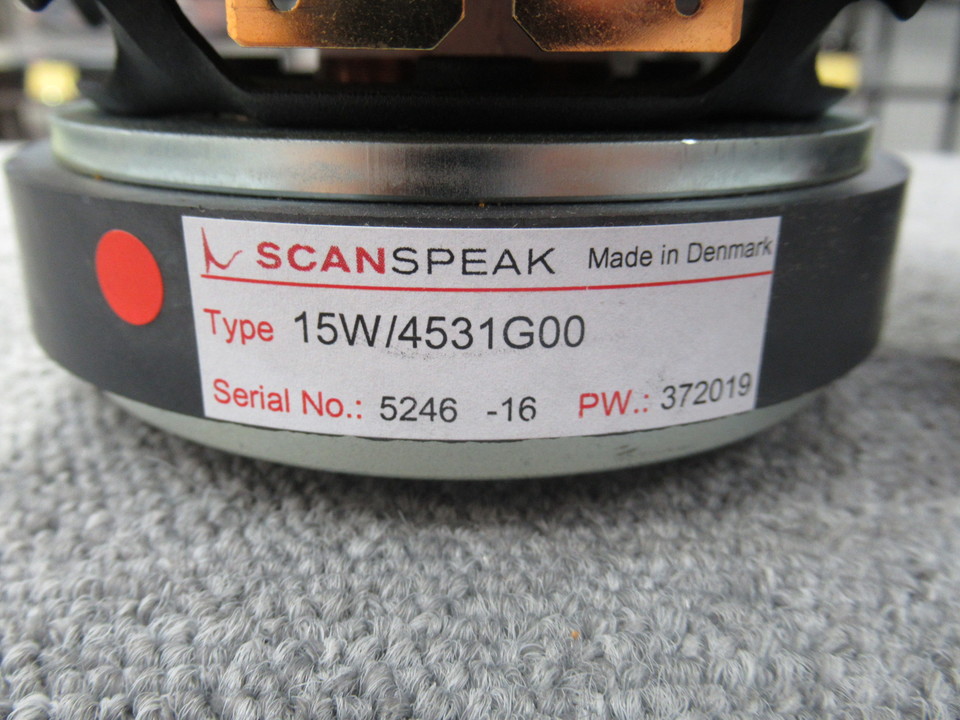 SCANSPEAK Made in Denmark
Type 15W/4531G00
Serial No.: 5246 -16 PW.: 372019